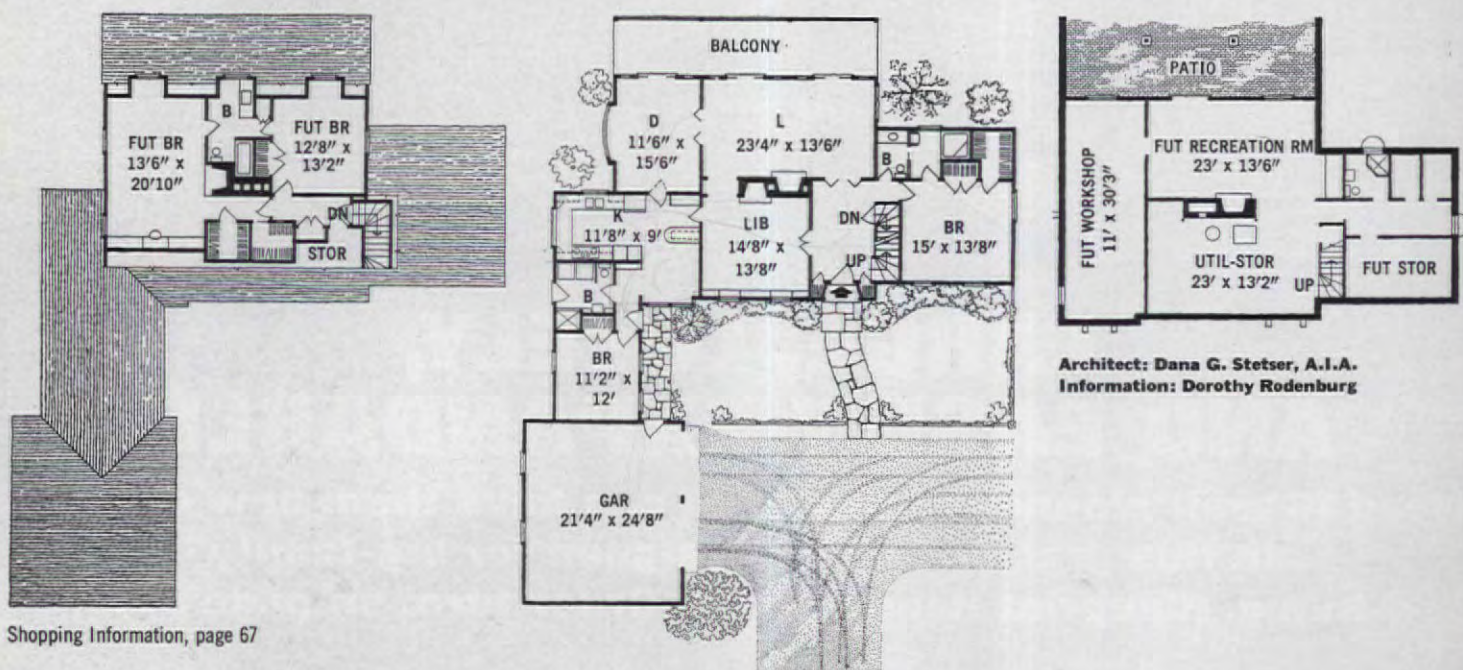 FUT BR
13'6" x
20'10"
B
FUT BR
12'8" x
13'2"
DN
STOR
Shopping Information, page 67
BALCONY
D
11'6" x
15'6"
L
23'4" x 13'6"
B
K
11'8" x 9'
LIB
14'8" x
13'8"
DN
UP
BR
15' x 13'8"
B
BR
11'2" x
12'
GAR
21'4" x 24'8"
PATIO
FUT WORKSHOP
11' x 30'3"
FUT RECREATION RM
23' x 13'6"
UTIL-STOR
23' x 13'2"
UP
FUT STOR
Architect: Dana G. Stetser, A.I.A.
Information: Dorothy Rodenburg